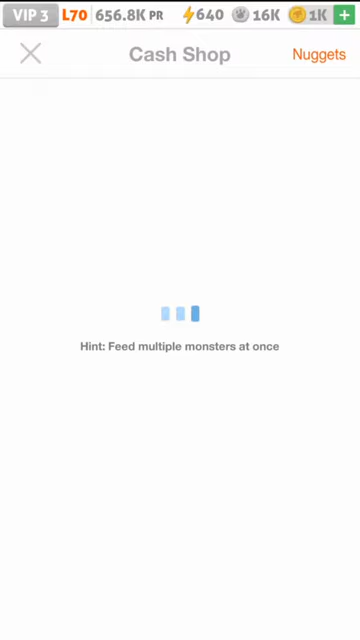 VIP 3 L70 656.8K PR 640 16K 1K +
Cash Shop Nuggets
Hint: Feed multiple monsters at once